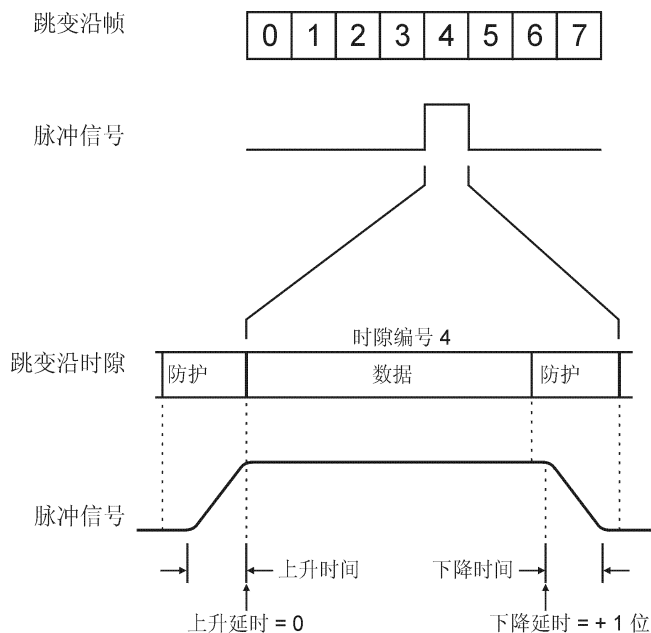 跳变沿帧 0 1 2 3 4 5 6 7
脉冲信号
时隙编号 4
跳变沿时隙 防护 数据 防护
脉冲信号
上升时间 下降时间
上升延时 = 0 下降延时 = + 1 位